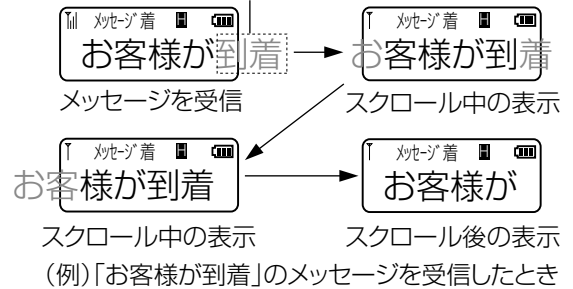 メッセージ着
お客様が到着
メッセージを受信
メッセージ着
お客様が到着
スクロール中の表示
メッセージ着
お客様が到着
スクロール中の表示
メッセージ着
お客様が
スクロール後の表示
(例)「お客様が到着」のメッセージを受信したとき